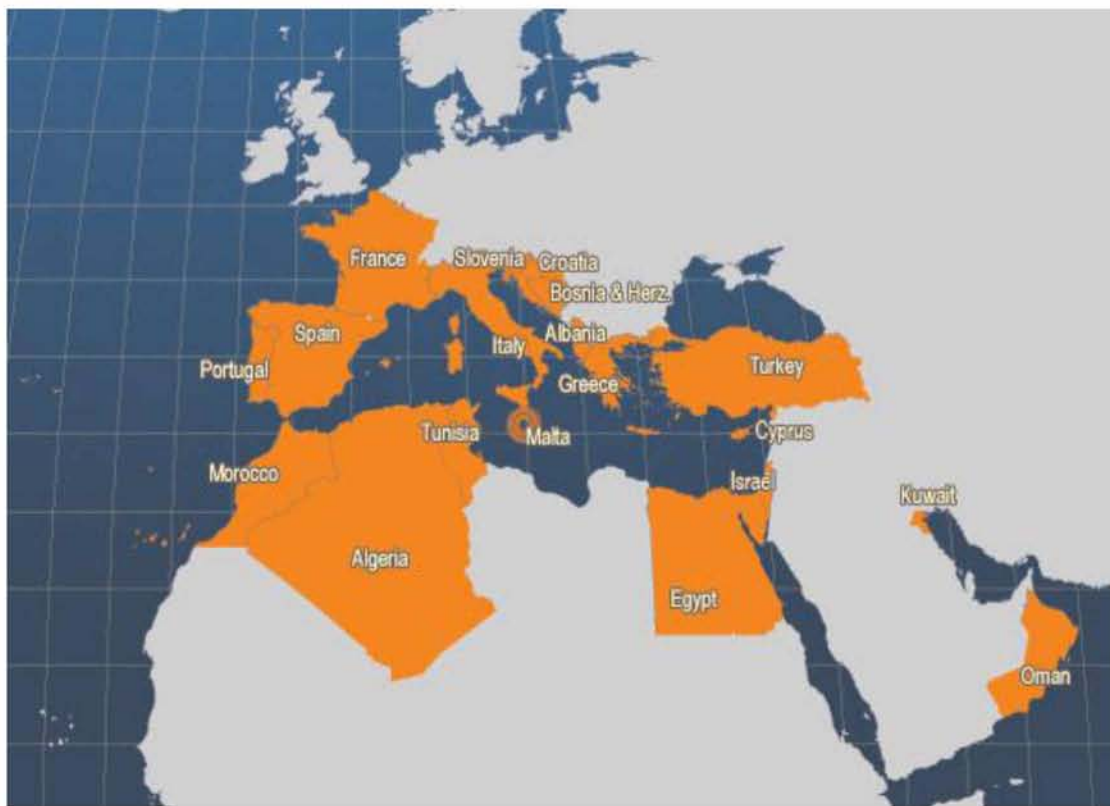 France
Slovenia
Croatia
Bosnia & Herz.
Spain
Italy
Albania
Portugal
Greece
Turkey
Tunisia
Malta
Cyprus
Morocco
Israel
Kuwait
Algeria
Egypt
Oman